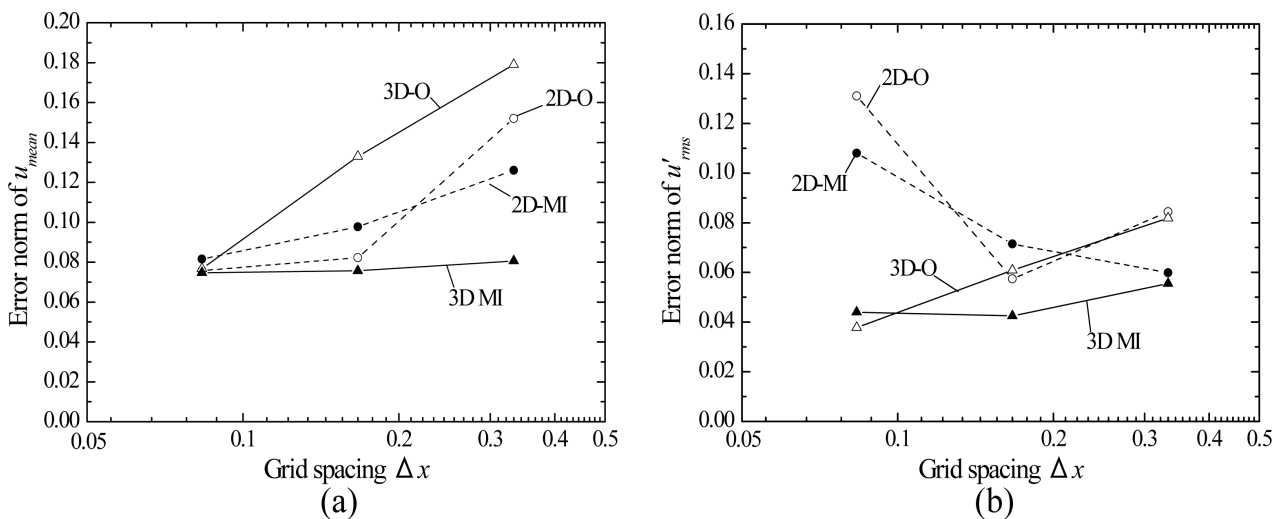 0.20
0.18
0.16
0.14
0.12
0.10
0.08
0.06
0.04
0.02
0.00
Error norm of u_mean
3D-O
2D-O
2D-MI
3D MI
0.05
0.1
0.2
0.3
0.4
0.5
Grid spacing Δx
(a)
0.16
0.14
0.12
0.10
0.08
0.06
0.04
0.02
0.00
Error norm of u'_rms
2D-O
2D-MI
3D-O
3D MI
0.05
0.1
0.2
0.3
0.4
0.5
Grid spacing Δx
(b)